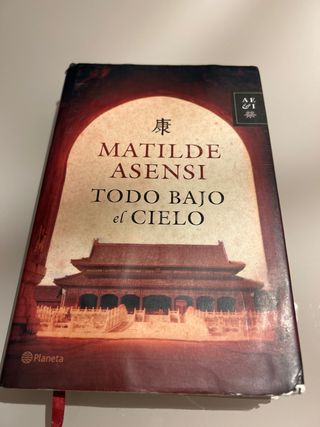 AE
&I
康
MATILDE
ASENSI
TODO BAJO
el CIELO
Planeta